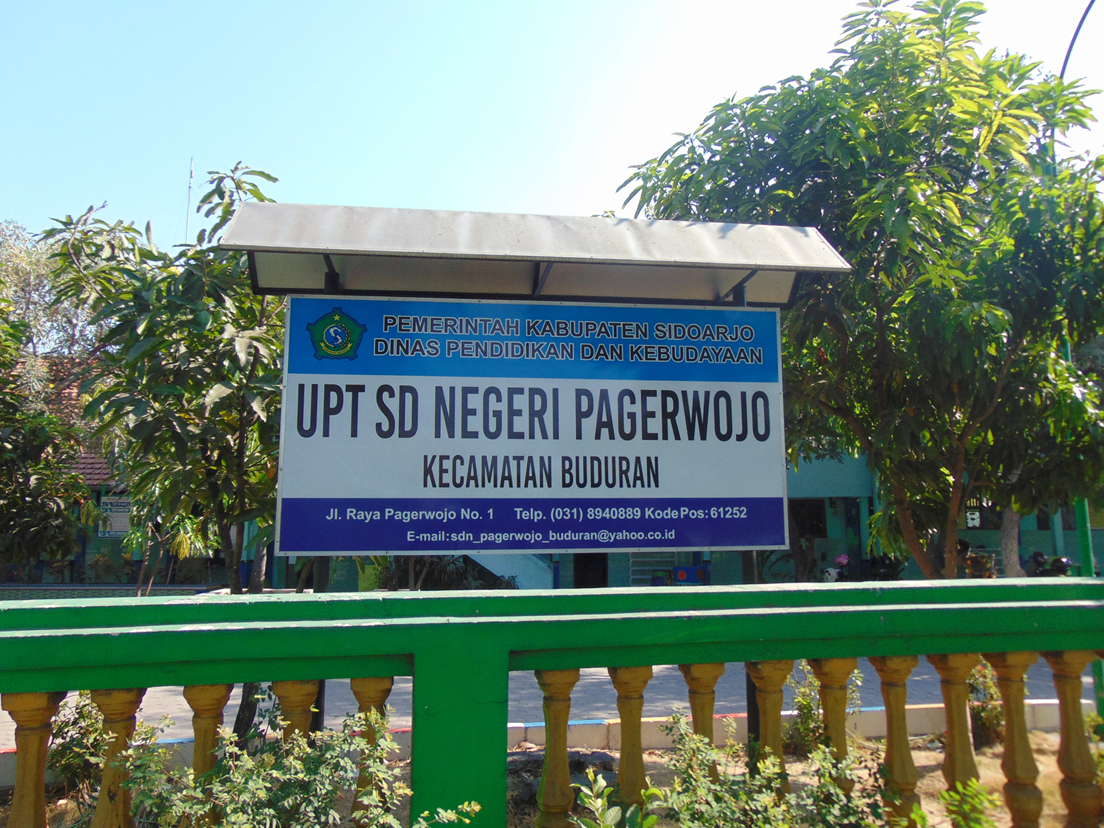 PEMERINTAH KABUPATEN SIDOARJO
DINAS PENDIDIKAN DAN KEBUDAYAAN
UPT SD NEGERI PAGERWOJO
KECAMATAN BUDURAN
Jl. Raya Pagerwojo No. 1 Telp. (031) 8940889 Kode Pos: 61252
E-mail: sdn_pagerwojo_buduran@yahoo.co.id